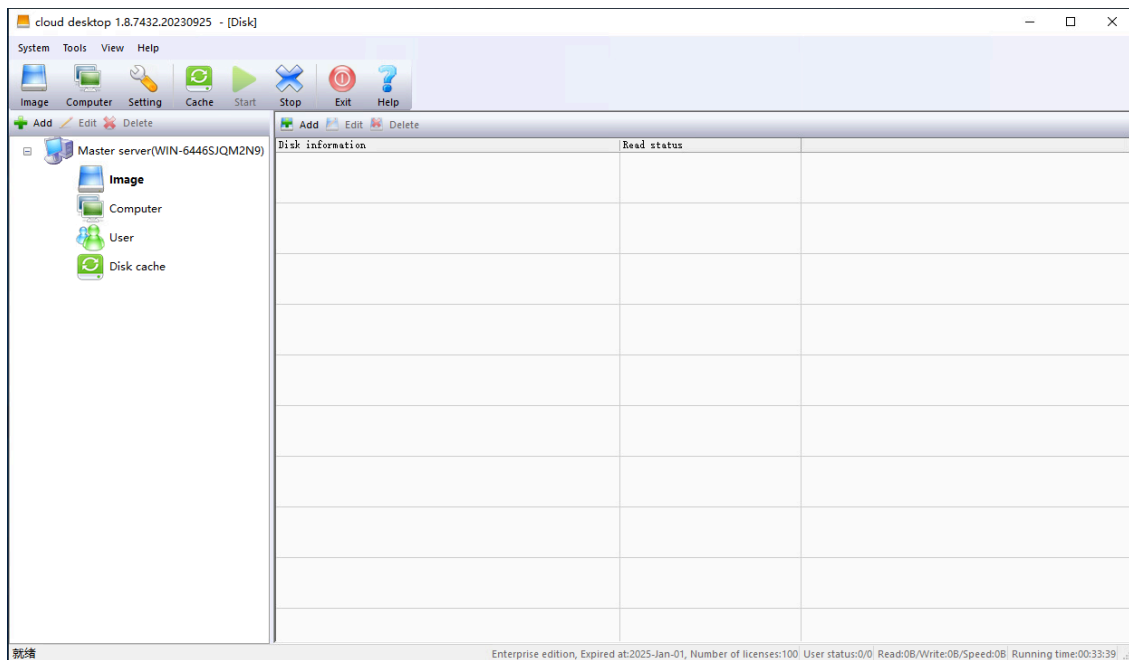 cloud desktop 1.8.7432.20230925 - [Disk]
System Tools View Help
Image Computer Setting Cache Start Stop Exit Help
Add Edit Delete
Add Edit Delete
Master server(WIN-6446SJQM2N9)
Disk information Read status
Image
Computer
User
Disk cache
就绪 Enterprise edition, Expired at:2025-Jan-01, Number of licenses:100 User status:0/0 Read:0B/Write:0B/Speed:0B Running time:00:33:39